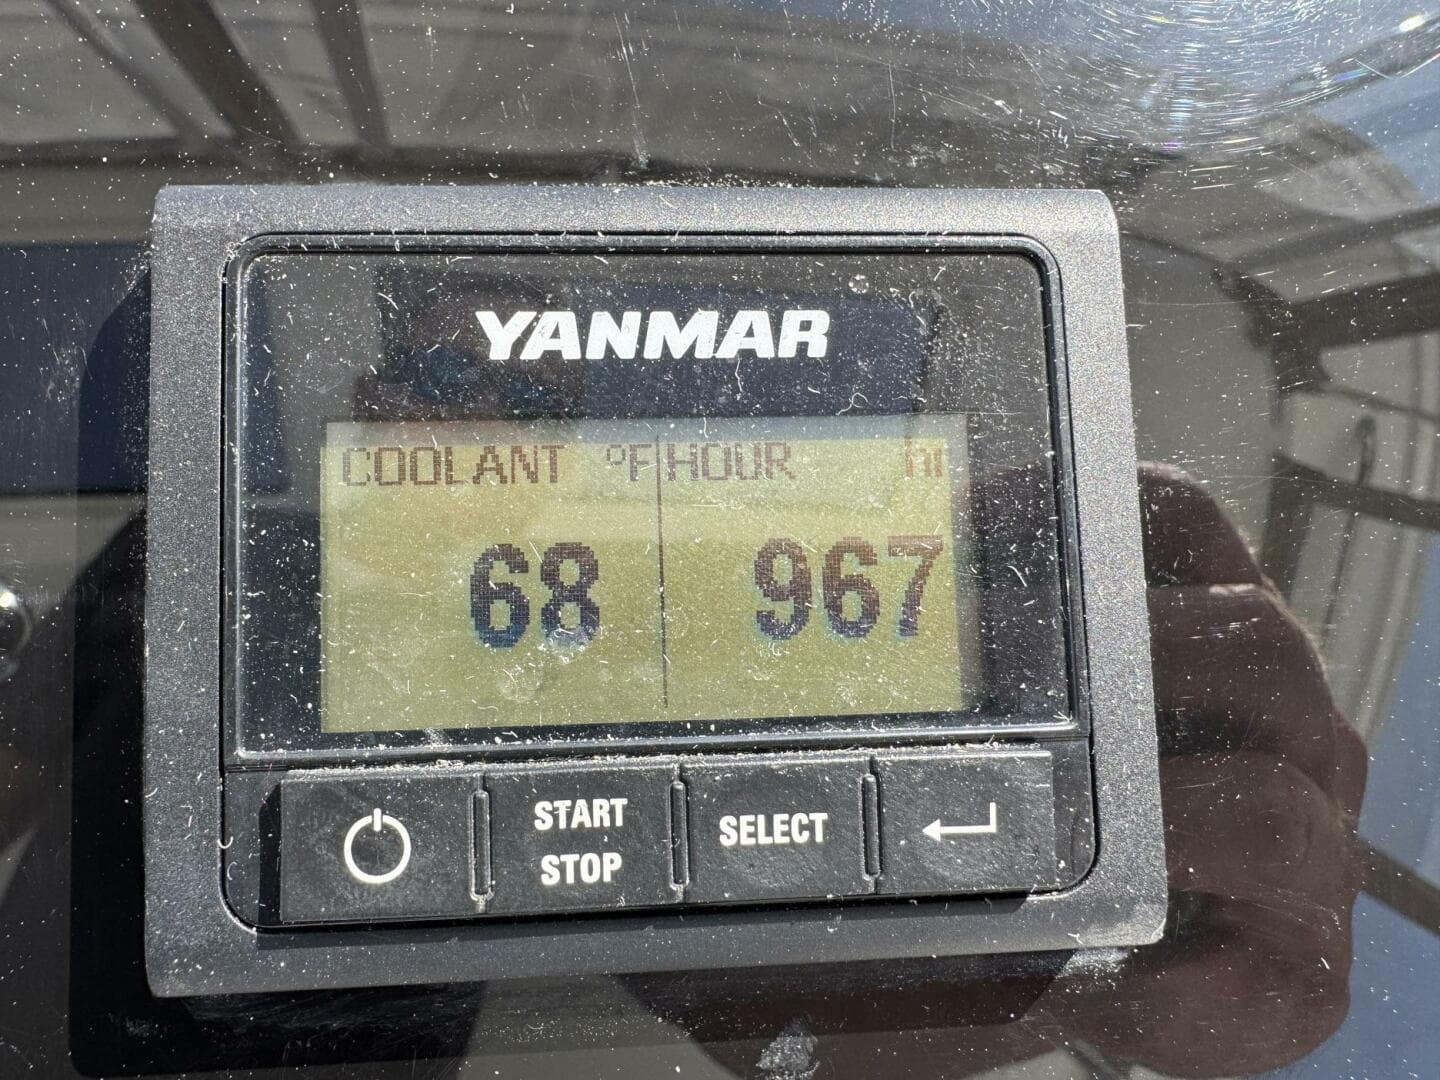 YANMAR
COOLANT °F HOUR hr
68 967
START
STOP
SELECT